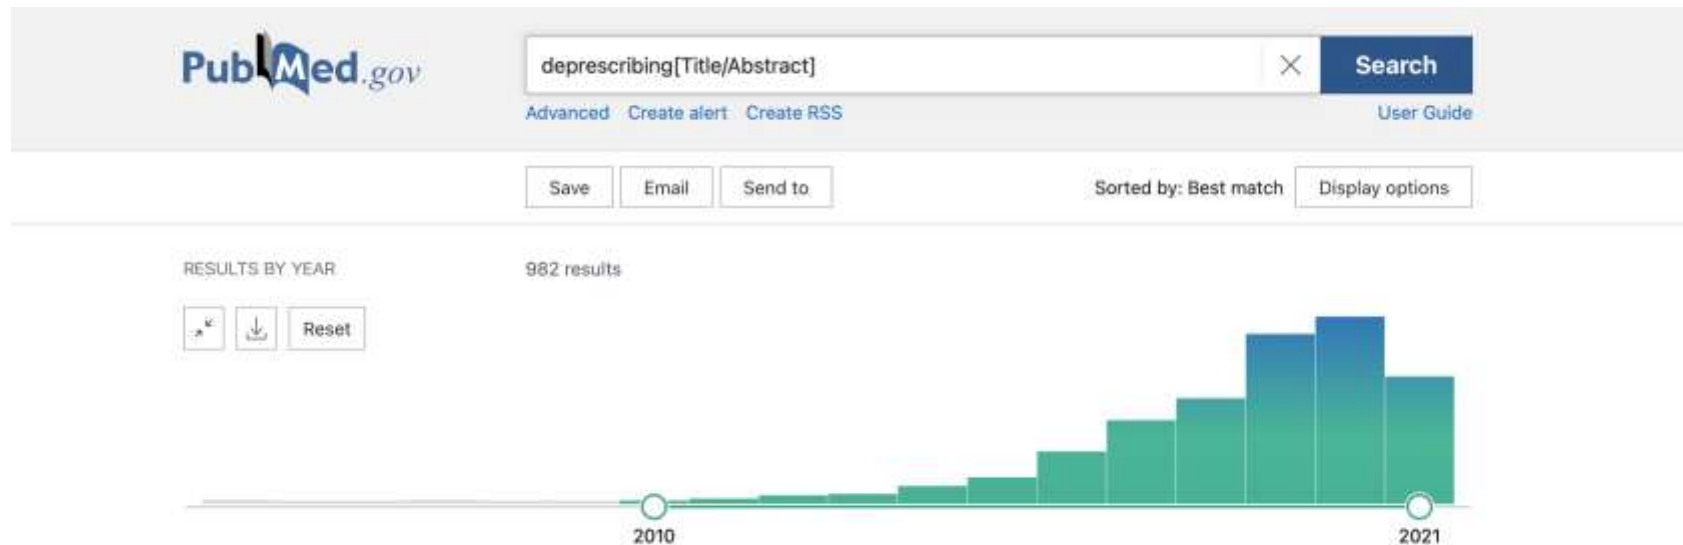 PubMed.gov
deprescribing[Title/Abstract]
Search
Advanced Create alert Create RSS
User Guide
Save Email Send to
Sorted by: Best match Display options
RESULTS BY YEAR
982 results
Reset
2010
2021